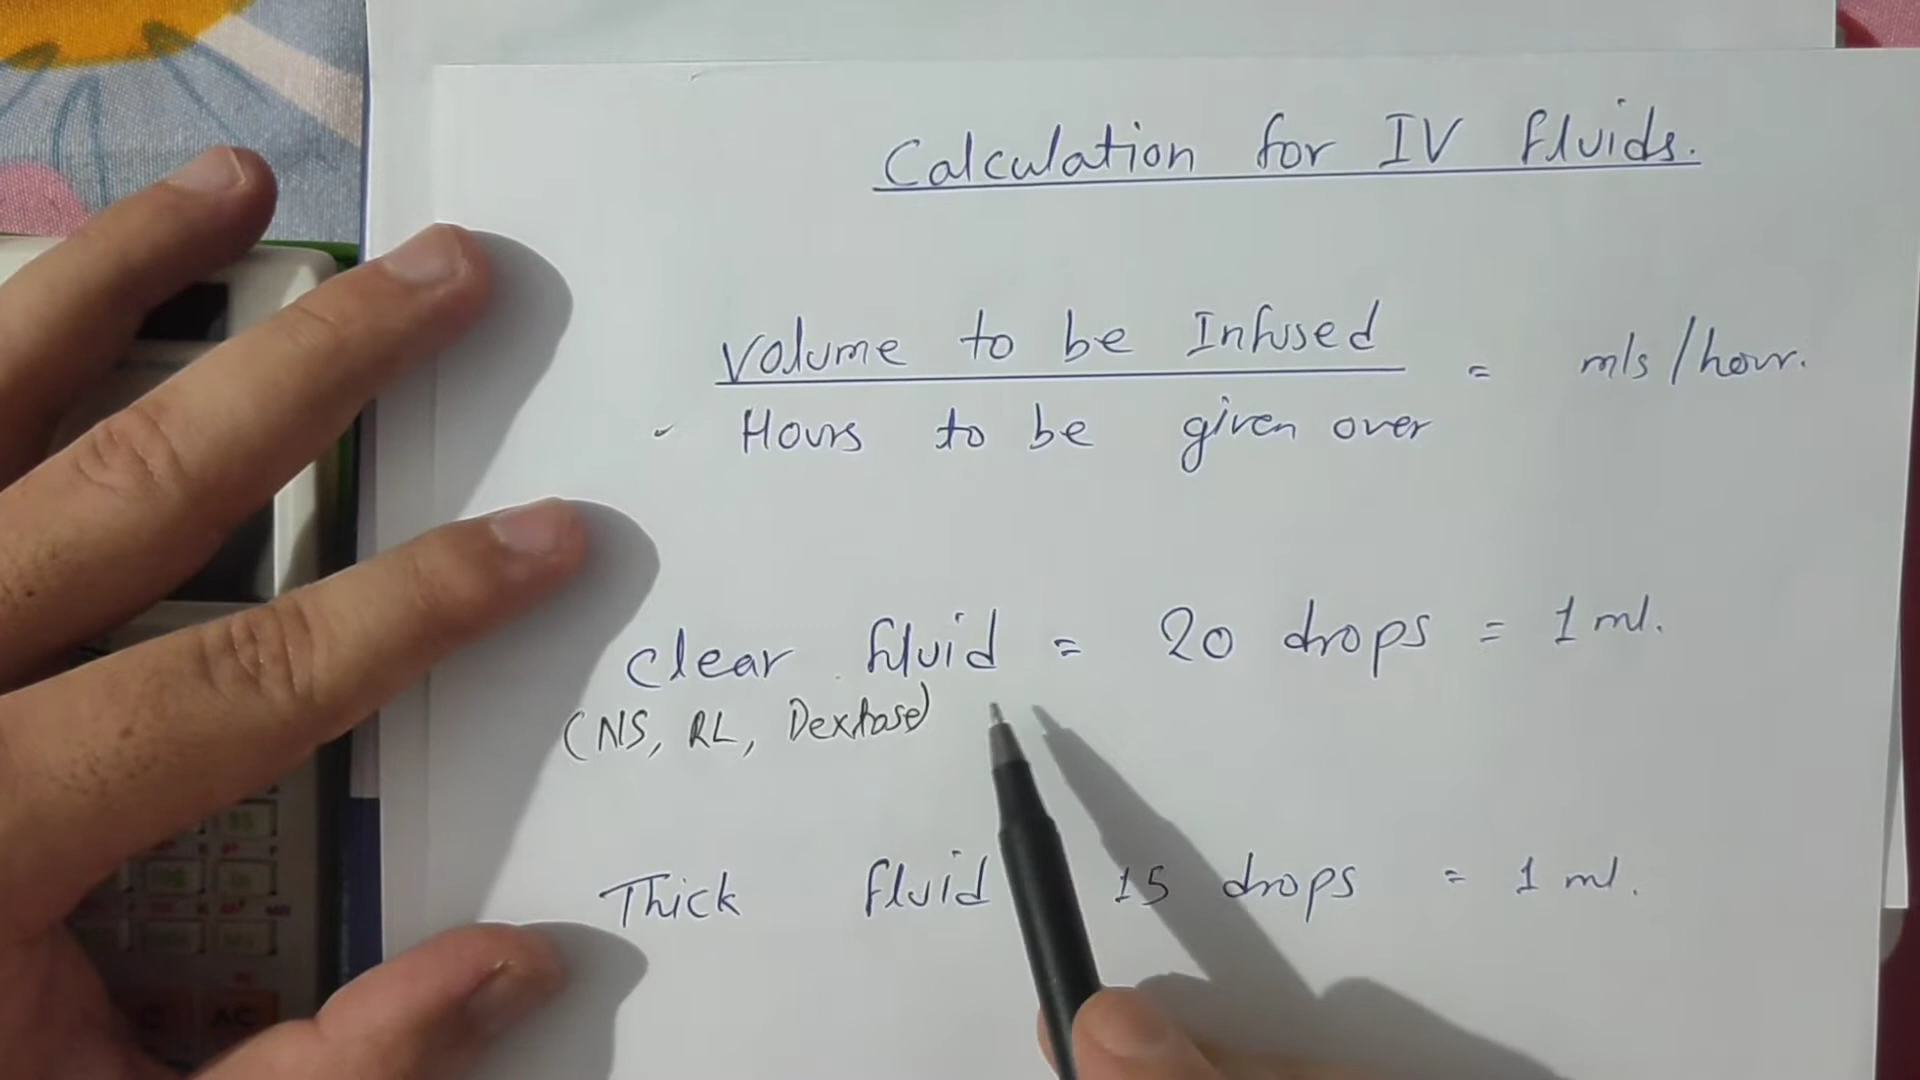 Calculation for IV fluids.
Volume to be Infused
= mls/hour.
Hours to be given over
clear fluid = 20 drops = 1 ml.
(NS, RL, Dextrose)
Thick fluid 15 drops = 1 ml.
AC